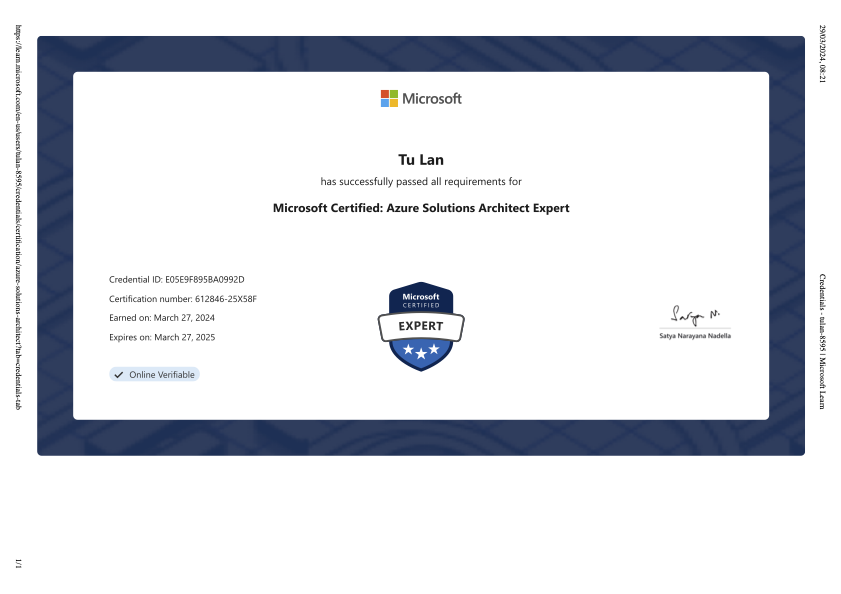 29/03/2024, 08:21
Credentials - tulan-8595 | Microsoft Learn
Microsoft
Tu Lan
has successfully passed all requirements for
Microsoft Certified: Azure Solutions Architect Expert
Credential ID: E05E9F895BA0992D
Certification number: 612846-25X58F
Earned on: March 27, 2024
Expires on: March 27, 2025
Online Verifiable
Microsoft
CERTIFIED
EXPERT
Satya N.
Satya Narayana Nadella
https://learn.microsoft.com/en-us/users/tulan-8595/credentials/certification/azure-solutions-architect?tab=credentials-tab
1/1